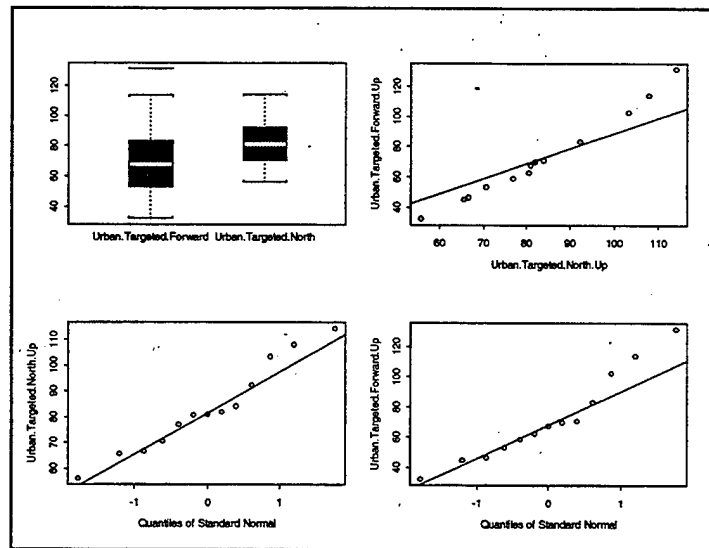 120
100
80
60
40
Urban.Targeted.Forward Urban.Targeted.North
Urban.Targeted.Forward.Up
120
100
80
60
40
60 70 80 90 100 110
Urban.Targeted.North.Up
Urban.Targeted.North.Up
110
100
90
80
70
60
-1 0 1
Quantiles of Standard Normal
Urban.Targeted.Forward.Up
120
100
80
60
40
-1 0 1
Quantiles of Standard Normal